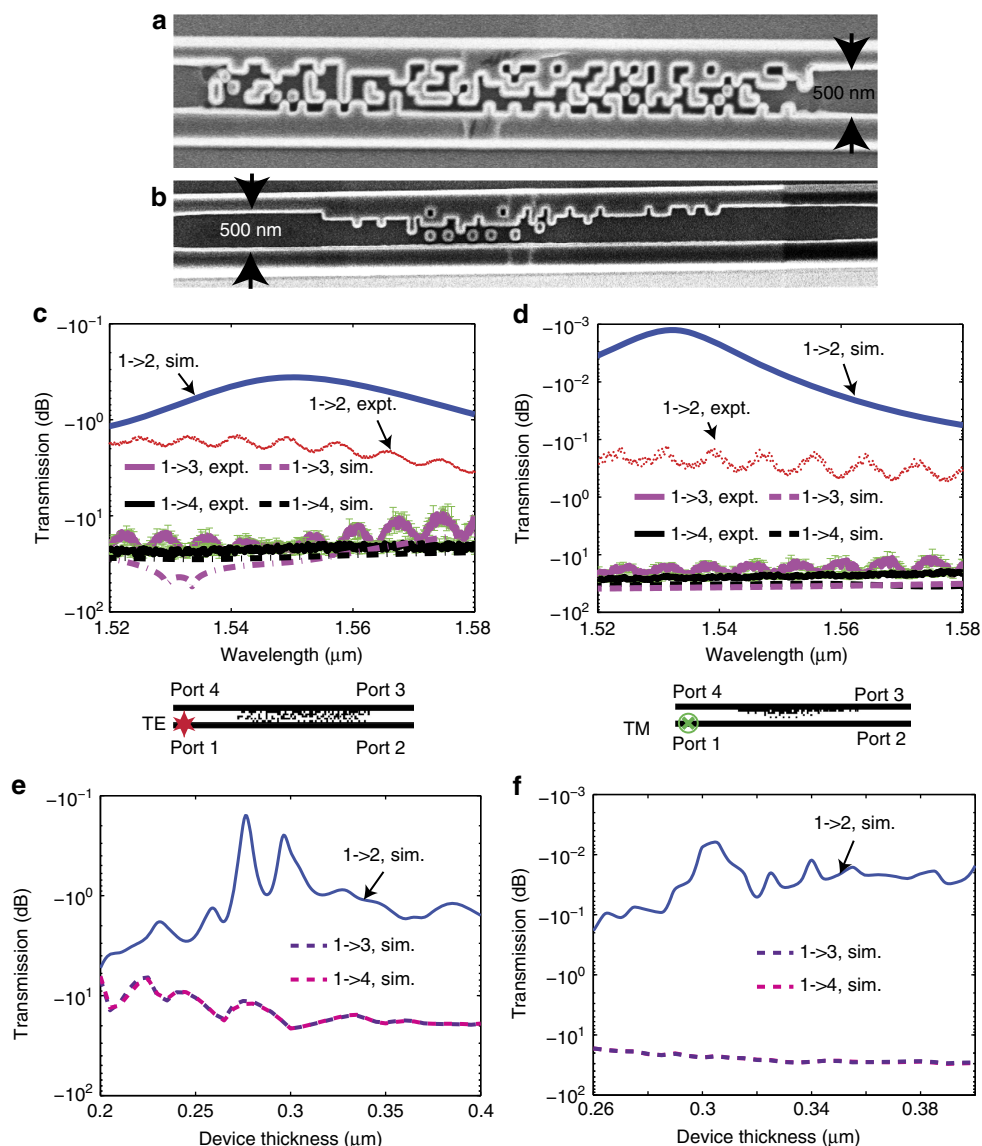 a
500 nm
b
500 nm
c
Transmission (dB)
−10⁻¹
−10⁰
−10¹
−10²
1->2, sim.
1->2, expt.
1->3, expt.
1->3, sim.
1->4, expt.
1->4, sim.
1.52
1.54
1.56
1.58
Wavelength (μm)
d
Transmission (dB)
−10⁻³
−10⁻²
−10⁻¹
−10⁰
−10¹
−10²
1->2, sim.
1->2, expt.
1->3, expt.
1->3, sim.
1->4, expt.
1->4, sim.
1.52
1.54
1.56
1.58
Wavelength (μm)
Port 4
Port 3
TE
Port 1
Port 2
Port 4
Port 3
TM
Port 1
Port 2
e
Transmission (dB)
−10⁻¹
−10⁰
−10¹
−10²
1->2, sim.
1->3, sim.
1->4, sim.
0.2
0.25
0.3
0.35
0.4
Device thickness (μm)
f
Transmission (dB)
−10⁻³
−10⁻²
−10⁻¹
−10⁰
−10¹
−10²
1->2, sim.
1->3, sim.
1->4, sim.
0.26
0.3
0.34
0.38
Device thickness (μm)